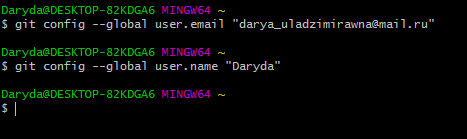 Daryda@DESKTOP-82KDGA6 MINGW64 ~
$ git config --global user.email "darya_uladzimirawna@mail.ru"
Daryda@DESKTOP-82KDGA6 MINGW64 ~
$ git config --global user.name "Daryda"
Daryda@DESKTOP-82KDGA6 MINGW64 ~
$